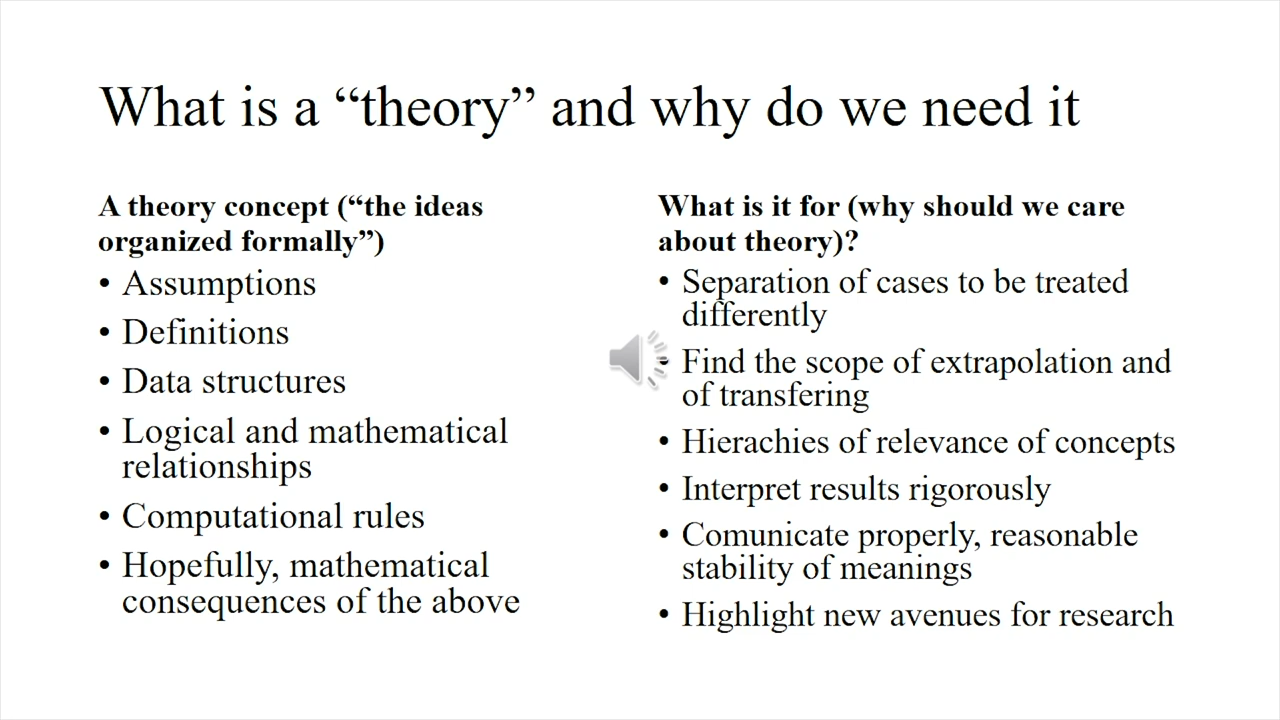 What is a “theory” and why do we need it
A theory concept (“the ideas
organized formally”)
• Assumptions
• Definitions
• Data structures
• Logical and mathematical
relationships
• Computational rules
• Hopefully, mathematical
consequences of the above
What is it for (why should we care
about theory)?
• Separation of cases to be treated
differently
• Find the scope of extrapolation and
of transfering
• Hierachies of relevance of concepts
• Interpret results rigorously
• Comunicate properly, reasonable
stability of meanings
• Highlight new avenues for research